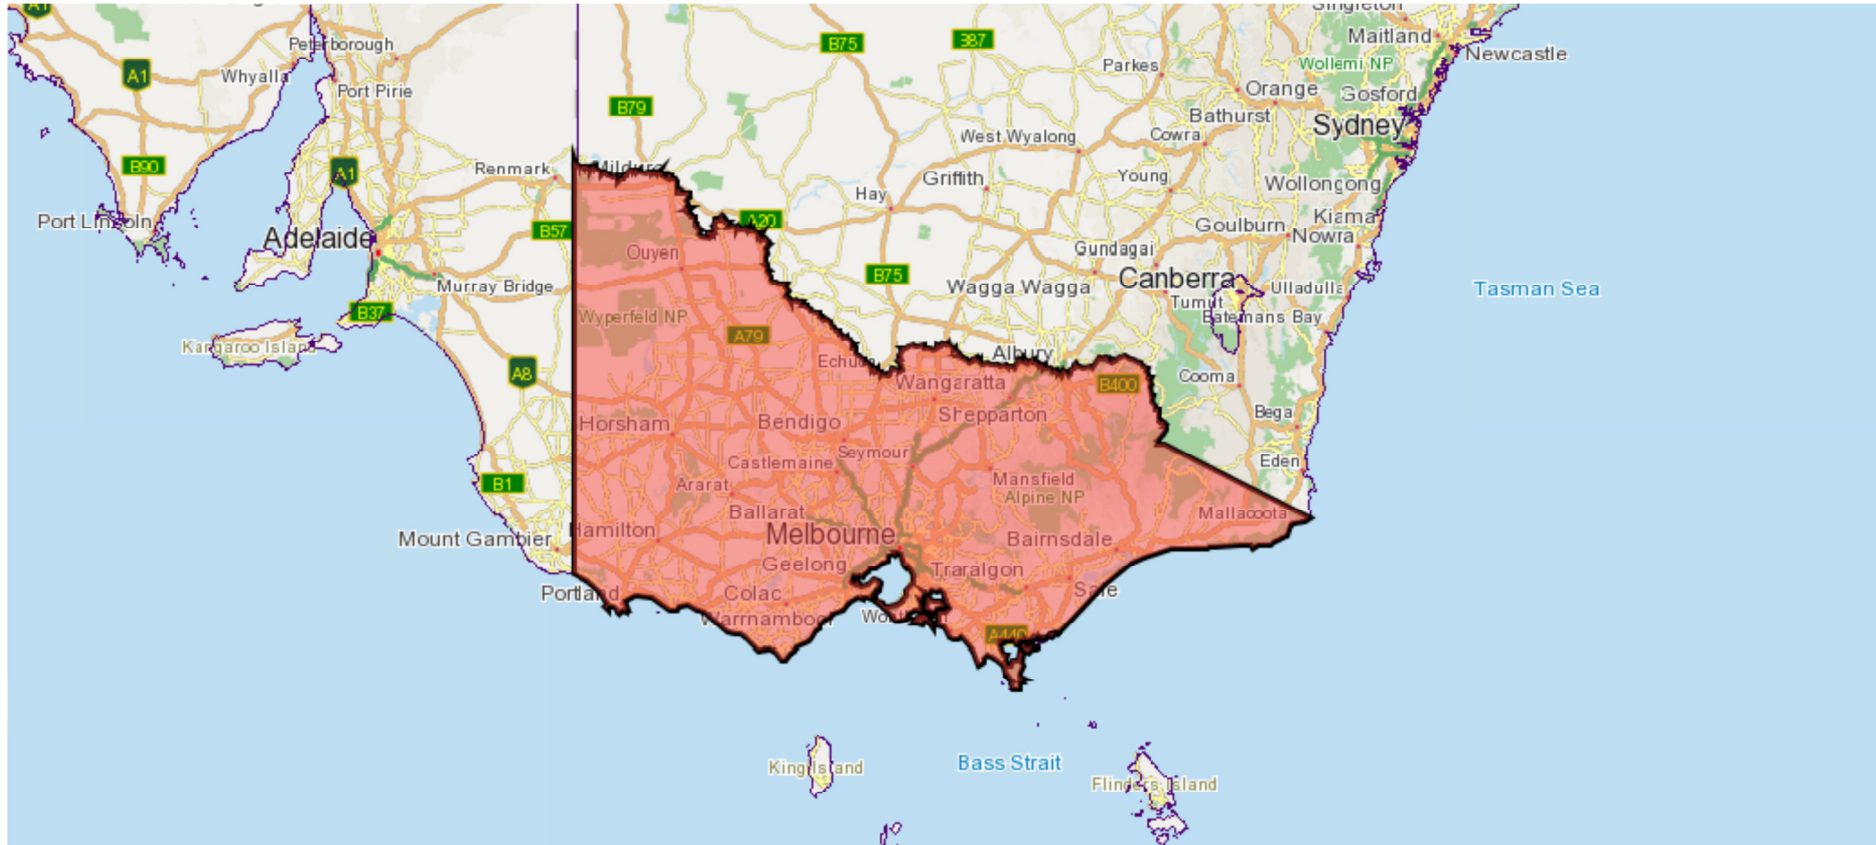 A1
Singleton
Peterborough
B75
B87
Maitland
Newcastle
Whyalla
A1
Port Pirie
Parkes
Wollemi NP
Orange
Gosford
B79
Bathurst
Sydney
West Wyalong
Cowra
B90
A1
Renmark
Mildura
Griffith
Young
Wollongong
Hay
Port Lincoln
B57
A20
Kiama
Goulburn
Nowra
Adelaide
Ouyen
Gundagai
B75
Canberra
Murray Bridge
Wagga Wagga
Ulladulla
Tasman Sea
Tumut
B37
Wyperfeld NP
Batemans Bay
A79
Kangaroo Island
Echuca
Albury
A8
Wangaratta
B400
Cooma
Horsham
Bendigo
Shepparton
Bega
Castlemaine
Seymour
Eden
B1
Ararat
Mansfield
Alpine NP
Ballarat
Mallacoota
Hamilton
Melbourne
Mount Gambier
Bairnsdale
Geelong
Traralgon
Portland
Colac
Sale
Warrnambool
A440
King Island
Bass Strait
Flinders Island